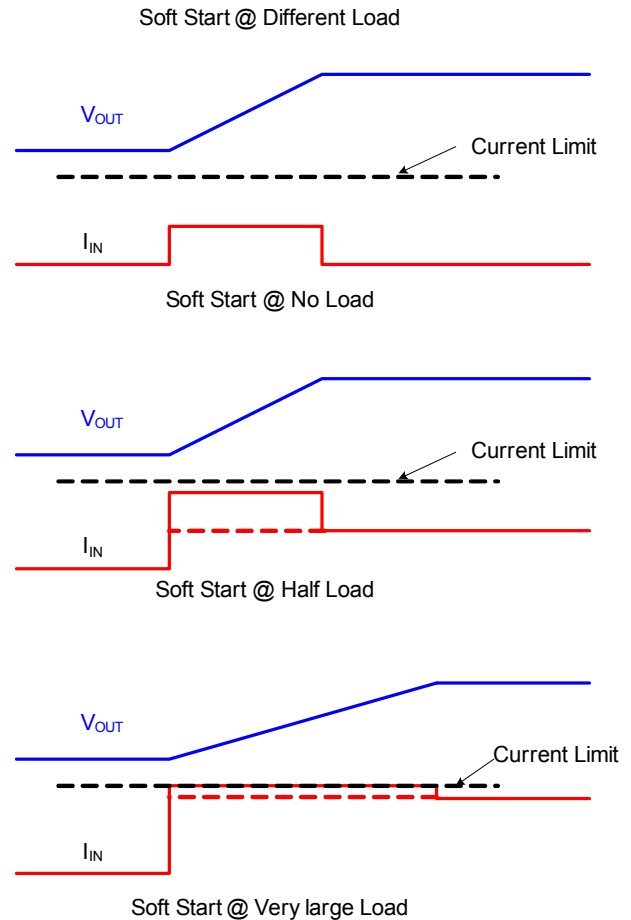 Soft Start @ Different Load
VOUT
Current Limit
IIN
Soft Start @ No Load
VOUT
Current Limit
IIN
Soft Start @ Half Load
VOUT
Current Limit
IIN
Soft Start @ Very large Load